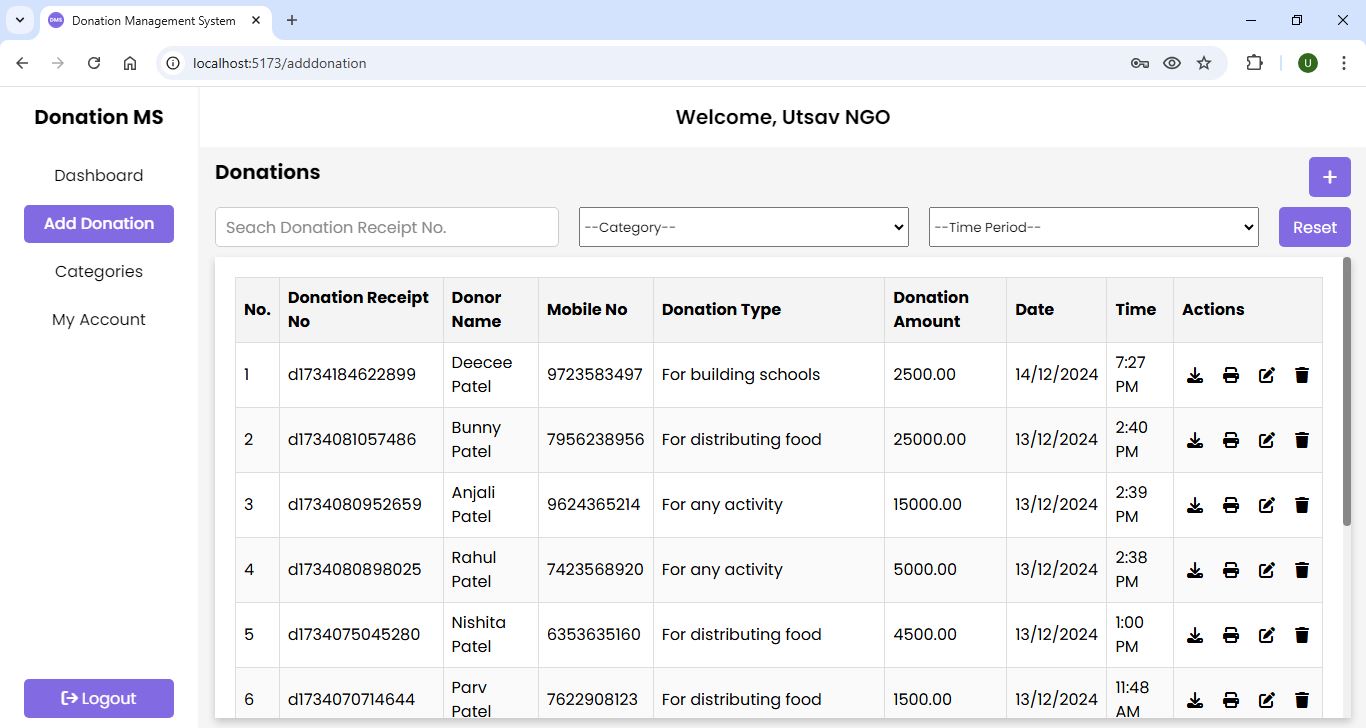 DMS Donation Management System
localhost:5173/adddonation
U
Donation MS
Welcome, Utsav NGO
Dashboard
Add Donation
Categories
My Account
Logout
Donations
+
Seach Donation Receipt No.
--Category--
--Time Period--
Reset
No. Donation Receipt No Donor Name Mobile No Donation Type Donation Amount Date Time Actions
1 d1734184622899 Deecee Patel 9723583497 For building schools 2500.00 14/12/2024 7:27 PM
2 d1734081057486 Bunny Patel 7956238956 For distributing food 25000.00 13/12/2024 2:40 PM
3 d1734080952659 Anjali Patel 9624365214 For any activity 15000.00 13/12/2024 2:39 PM
4 d1734080898025 Rahul Patel 7423568920 For any activity 5000.00 13/12/2024 2:38 PM
5 d1734075045280 Nishita Patel 6353635160 For distributing food 4500.00 13/12/2024 1:00 PM
6 d1734070714644 Parv Patel 7622908123 For distributing food 1500.00 13/12/2024 11:48 AM